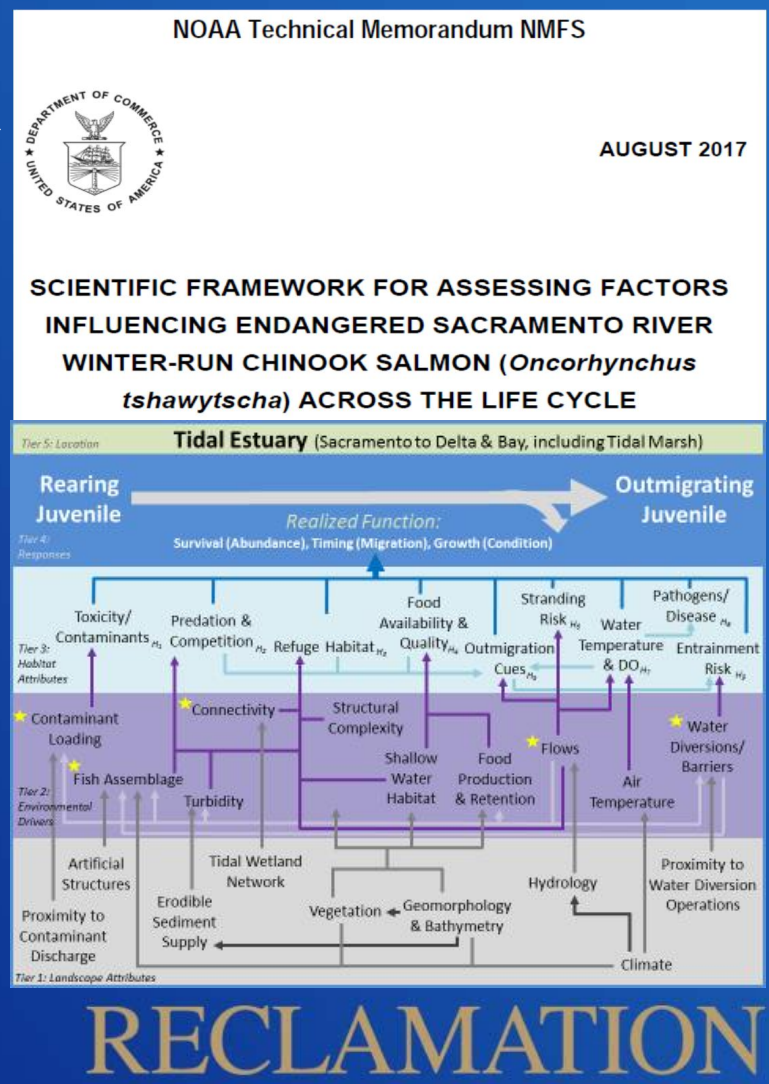 NOAA Technical Memorandum NMFS
DEPARTMENT OF COMMERCE
UNITED STATES OF AMERICA
AUGUST 2017
SCIENTIFIC FRAMEWORK FOR ASSESSING FACTORS
INFLUENCING ENDANGERED SACRAMENTO RIVER
WINTER-RUN CHINOOK SALMON (Oncorhynchus
tshawytscha) ACROSS THE LIFE CYCLE
Tier 5: Location
Tidal Estuary (Sacramento to Delta & Bay, including Tidal Marsh)
Rearing
Juvenile
Outmigrating
Juvenile
Realized Function:
Survival (Abundance), Timing (Migration), Growth (Condition)
Tier 4:
Responses
Toxicity/
Contaminants H1
Predation &
Competition H2
Refuge Habitat
Food
Availability &
Quality H4
Outmigration
Cues
Stranding
Risk
Water
Temperature
& DO H7
Pathogens/
Disease
Entrainment
Risk
Tier 3:
Habitat
Attributes
Contaminant
Loading
Connectivity
Structural
Complexity
Fish Assemblage
Turbidity
Shallow
Water
Habitat
Food
Production
& Retention
Flows
Air
Temperature
Water
Diversions/
Barriers
Tier 2:
Environmental
Drivers
Artificial
Structures
Proximity to
Contaminant
Discharge
Erodible
Sediment
Supply
Tidal Wetland
Network
Vegetation
Geomorphology
& Bathymetry
Hydrology
Climate
Proximity to
Water Diversion
Operations
Tier 1: Landscape Attributes
RECLAMATION